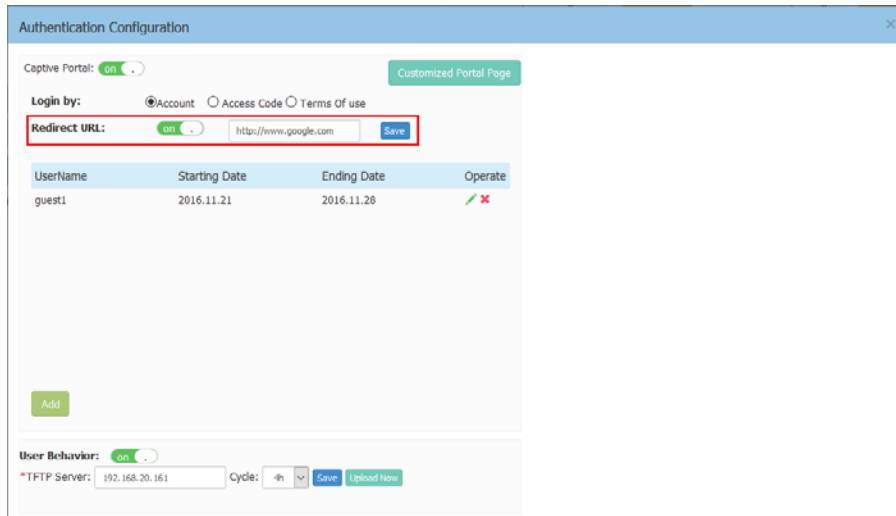 Authentication Configuration
Captive Portal: on Customized Portal Page
Login by: Account Access Code Terms Of use
Redirect URL: on http://www.google.com Save
UserName Starting Date Ending Date Operate
guest1 2016.11.21 2016.11.28
Add
User Behavior: on
*TFTP Server: 192.168.20.161 Cycle: 4h Save Upload Now